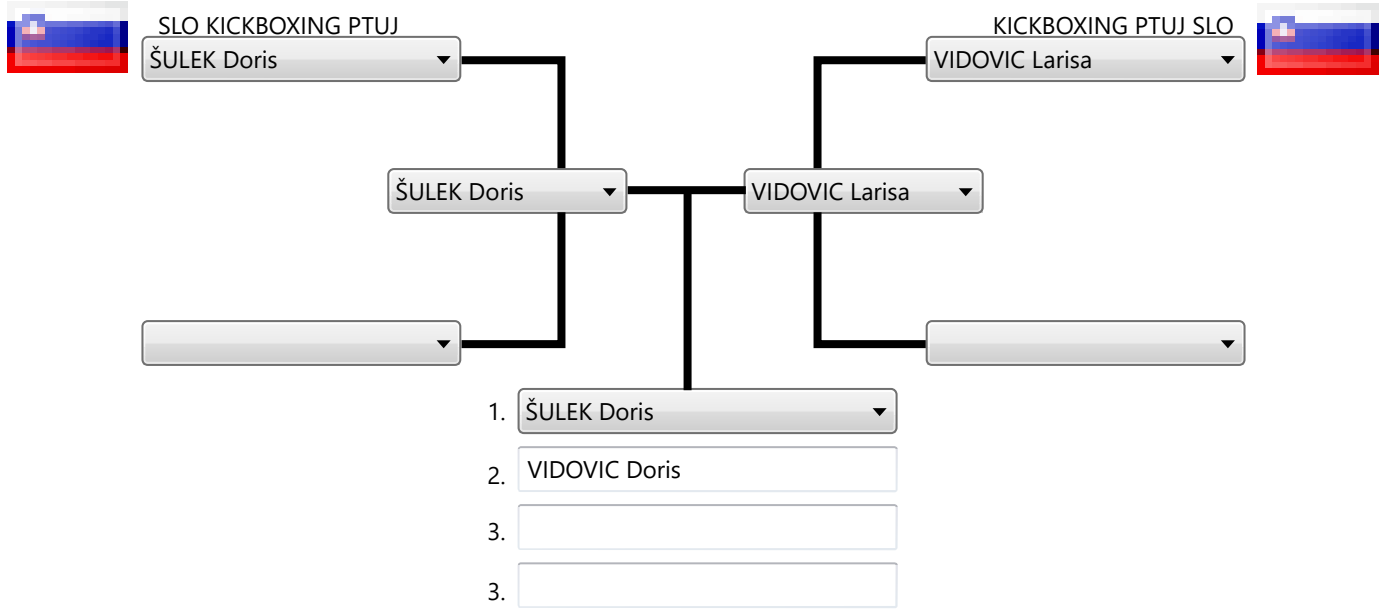 SLO KICKBOXING PTUJ
KICKBOXING PTUJ SLO
ŠULEK Doris
VIDOVIC Larisa
ŠULEK Doris
VIDOVIC Larisa
1. ŠULEK Doris
2. VIDOVIC Doris
3.
3.